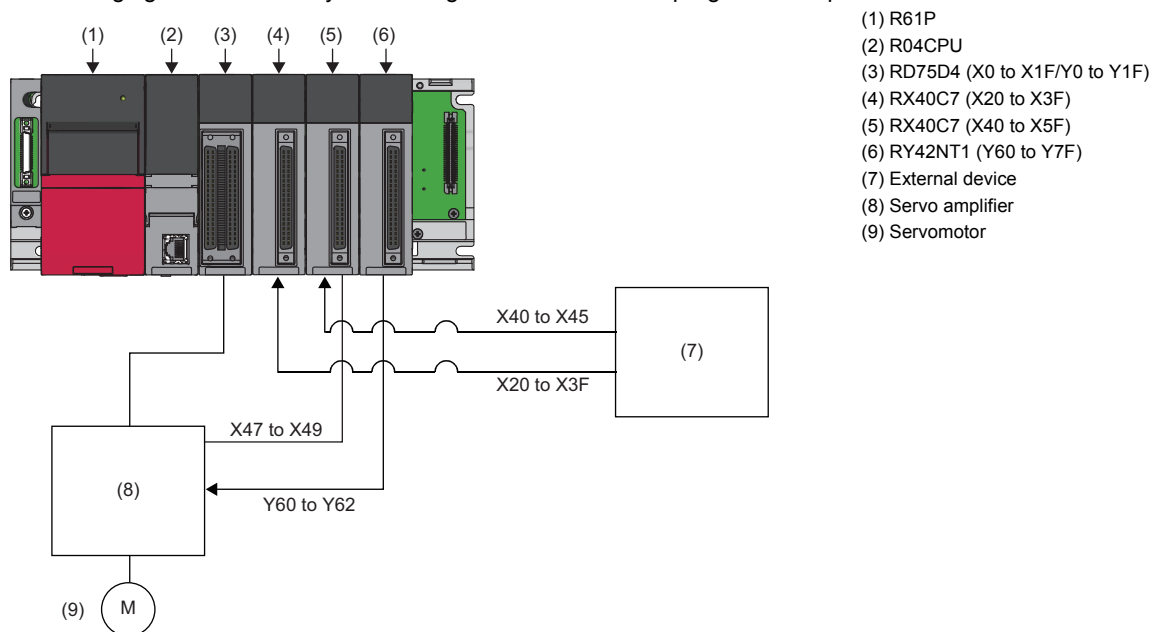 (1) (2) (3) (4) (5) (6)
(1) R61P
(2) R04CPU
(3) RD75D4 (X0 to X1F/Y0 to Y1F)
(4) RX40C7 (X20 to X3F)
(5) RX40C7 (X40 to X5F)
(6) RY42NT1 (Y60 to Y7F)
(7) External device
(8) Servo amplifier
(9) Servomotor
X40 to X45
(7)
X20 to X3F
X47 to X49
(8)
Y60 to Y62
(9) M